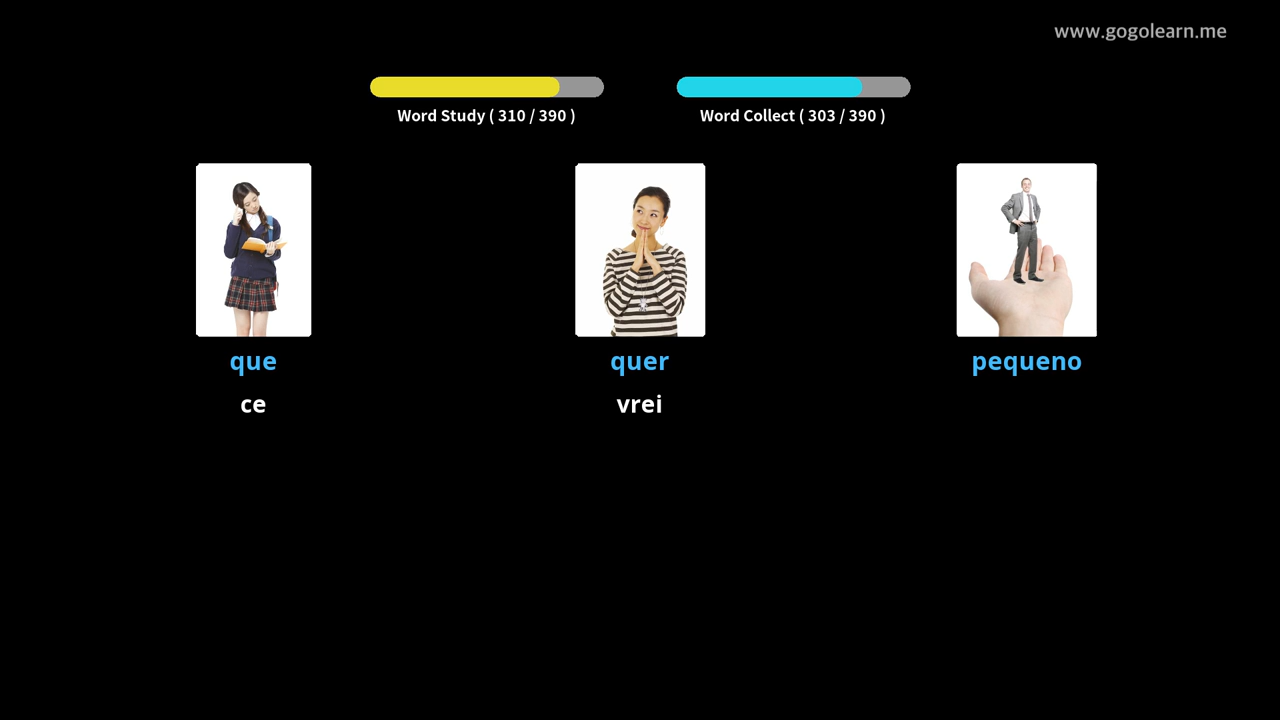 www.gogolearn.me
Word Study ( 310 / 390 )
Word Collect ( 303 / 390 )
que
quer
pequeno
ce
vrei